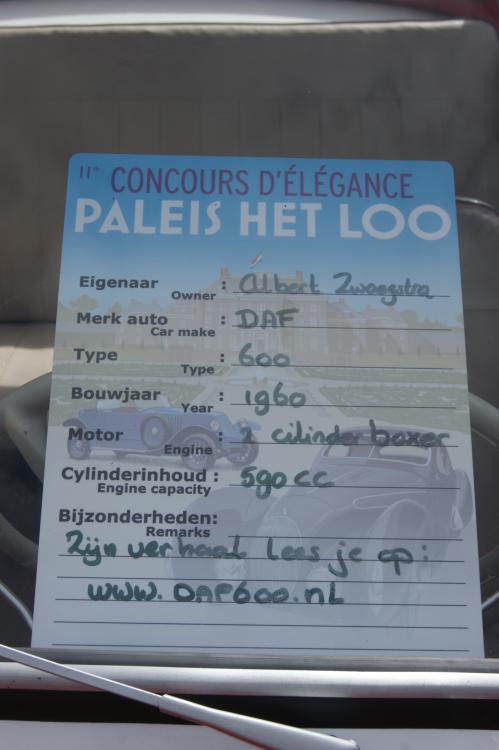 11de CONCOURS D'ÉLÉGANCE
PALEIS HET LOO
Eigenaar : Albert Zwaagstra
Owner
Merk auto : DAF
Car make
Type : 600
Type
Bouwjaar : 1960
Year
Motor : 2 cilinder boxer
Engine
Cylinderinhoud : 590 cc
Engine capacity
Bijzonderheden:
Remarks
Zijn verhaal lees je op:
www.DAF600.nl